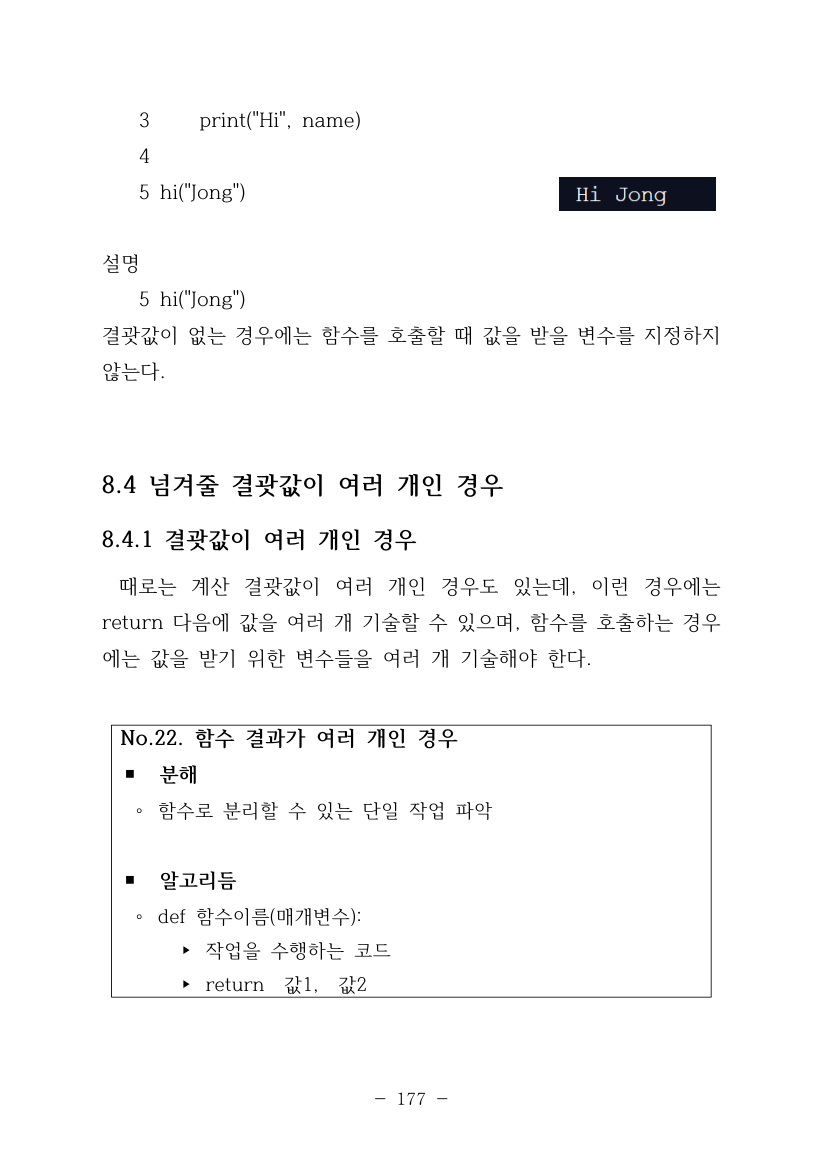 3     print("Hi", name)
4
5 hi("Jong")
Hi Jong
설명
5 hi("Jong")
결괏값이 없는 경우에는 함수를 호출할 때 값을 받을 변수를 지정하지
않는다.
8.4 넘겨줄 결괏값이 여러 개인 경우
8.4.1 결괏값이 여러 개인 경우
때로는 계산 결괏값이 여러 개인 경우도 있는데, 이런 경우에는
return 다음에 값을 여러 개 기술할 수 있으며, 함수를 호출하는 경우
에는 값을 받기 위한 변수들을 여러 개 기술해야 한다.
No.22. 함수 결과가 여러 개인 경우
■ 분해
◦ 함수로 분리할 수 있는 단일 작업 파악
■ 알고리듬
◦ def 함수이름(매개변수):
▸ 작업을 수행하는 코드
▸ return 값1, 값2
- 177 -